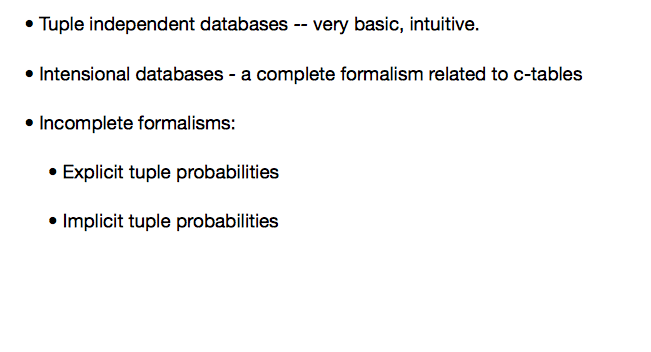 • Tuple independent databases -- very basic, intuitive.
• Intensional databases - a complete formalism related to c-tables
• Incomplete formalisms:
• Explicit tuple probabilities
• Implicit tuple probabilities